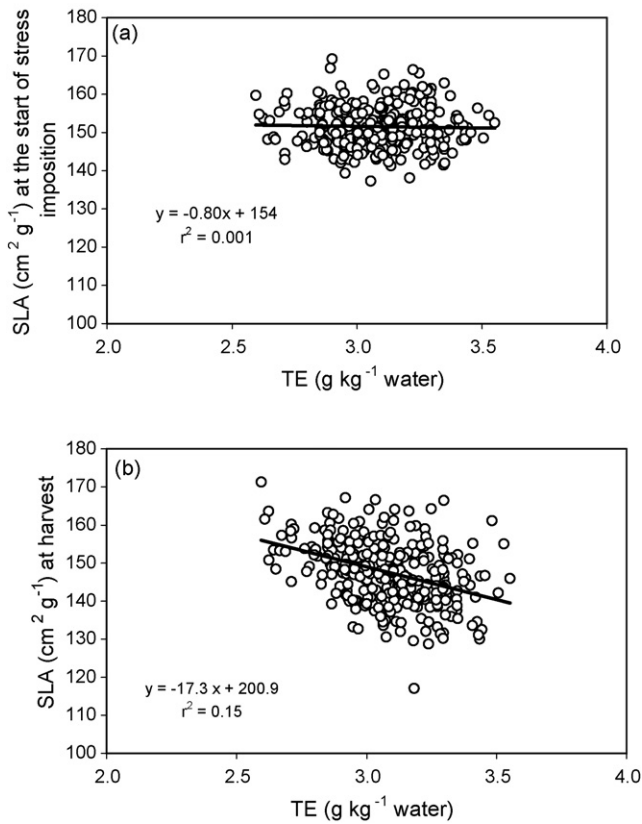 (a)
SLA (cm² g⁻¹) at the start of stress
imposition
180
170
160
150
140
130
120
110
100
y = -0.80x + 154
r² = 0.001
2.0 2.5 3.0 3.5 4.0
TE (g kg⁻¹ water)
(b)
SLA (cm² g⁻¹) at harvest
180
170
160
150
140
130
120
110
100
y = -17.3 x + 200.9
r² = 0.15
2.0 2.5 3.0 3.5 4.0
TE (g kg⁻¹ water)